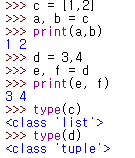 >>> c = [1,2]
>>> a, b = c
>>> print(a,b)
1 2
>>> d = 3,4
>>> e, f = d
>>> print(e, f)
3 4
>>> type(c)
<class 'list'>
>>> type(d)
<class 'tuple'>